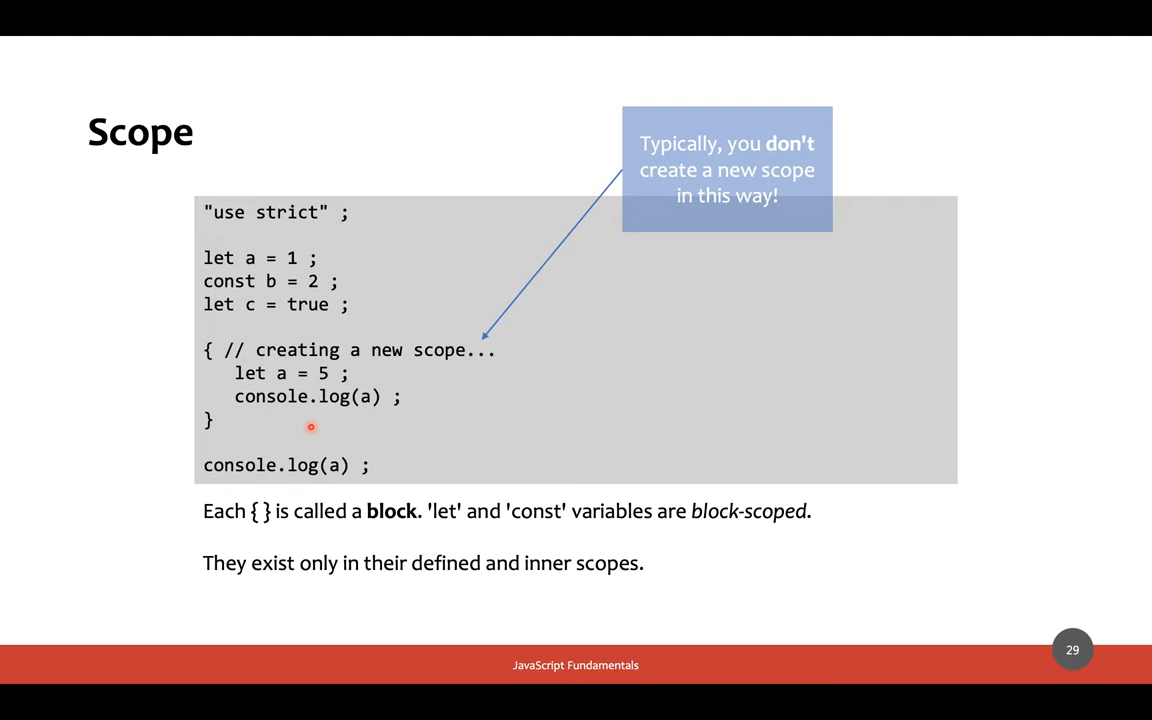 Scope
Typically, you don't
create a new scope
in this way!
"use strict" ;
let a = 1 ;
const b = 2 ;
let c = true ;
{ // creating a new scope...
let a = 5 ;
console.log(a) ;
}
console.log(a) ;
Each { } is called a block. 'let' and 'const' variables are block-scoped.
They exist only in their defined and inner scopes.
29
JavaScript Fundamentals